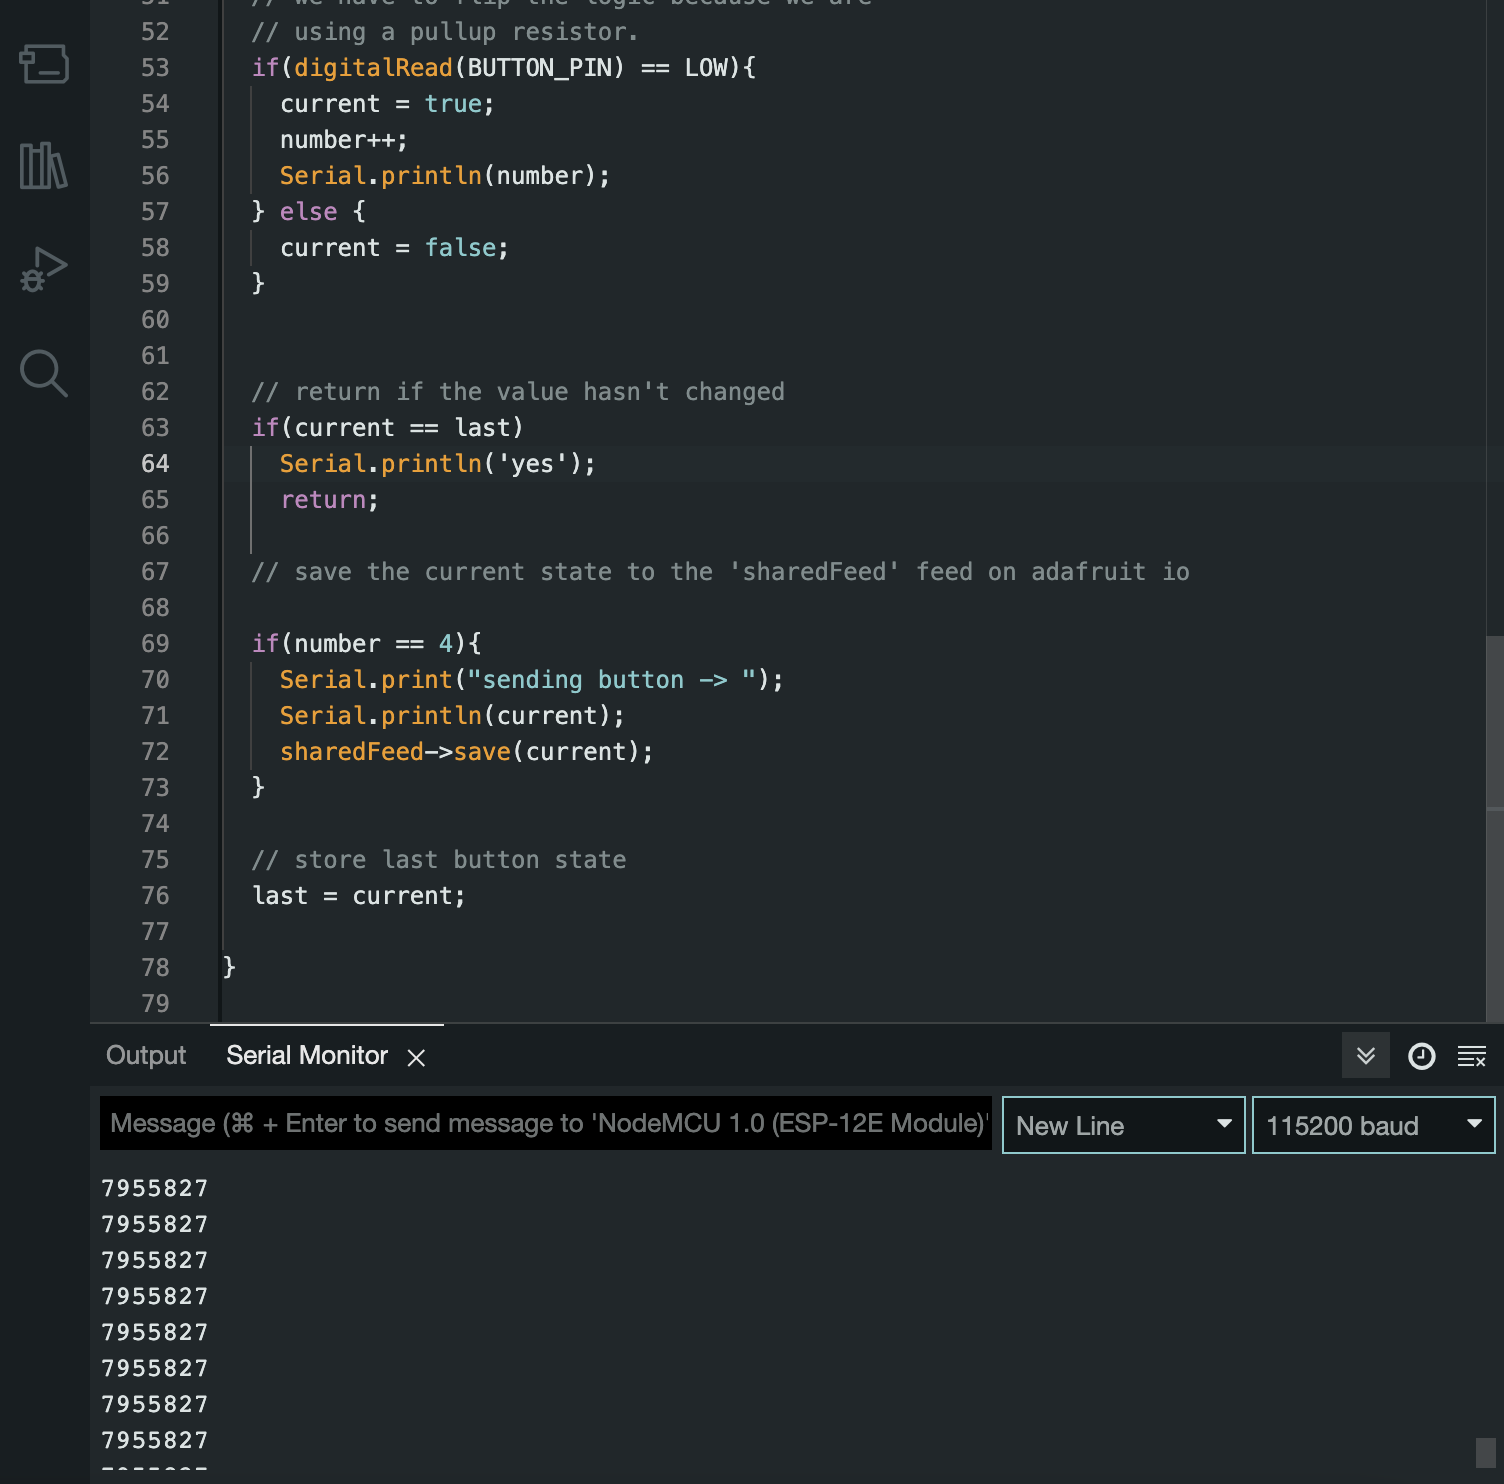 51 // we have to flip the logic because we are
52 // using a pullup resistor.
53 if(digitalRead(BUTTON_PIN) == LOW){
54 current = true;
55 number++;
56 Serial.println(number);
57 } else {
58 current = false;
59 }
60
61
62 // return if the value hasn't changed
63 if(current == last)
64 Serial.println('yes');
65 return;
66
67 // save the current state to the 'sharedFeed' feed on adafruit io
68
69 if(number == 4){
70 Serial.print("sending button -> ");
71 Serial.println(current);
72 sharedFeed->save(current);
73 }
74
75 // store last button state
76 last = current;
77
78 }
79
Output Serial Monitor
Message (⌘ + Enter to send message to 'NodeMCU 1.0 (ESP-12E Module)' New Line 115200 baud
7955827
7955827
7955827
7955827
7955827
7955827
7955827
7955827